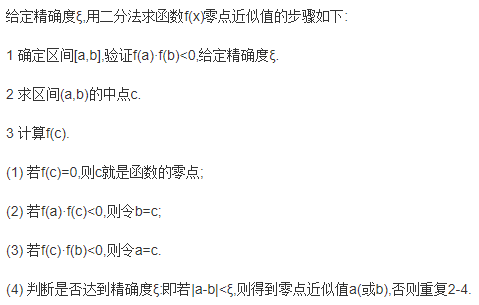 给定精确度ξ,用二分法求函数f(x)零点近似值的步骤如下:
1 确定区间[a,b],验证f(a)·f(b)<0,给定精确度ξ.
2 求区间(a,b)的中点c.
3 计算f(c).
(1) 若f(c)=0,则c就是函数的零点;
(2) 若f(a)·f(c)<0,则令b=c;
(3) 若f(c)·f(b)<0,则令a=c.
(4) 判断是否达到精确度ξ:即若|a-b|<ξ,则得到零点近似值a(或b),否则重复2-4.